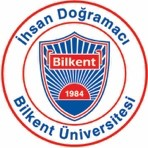 İhsan Doğramacı
Bilkent
1984
Bilkent Üniversitesi